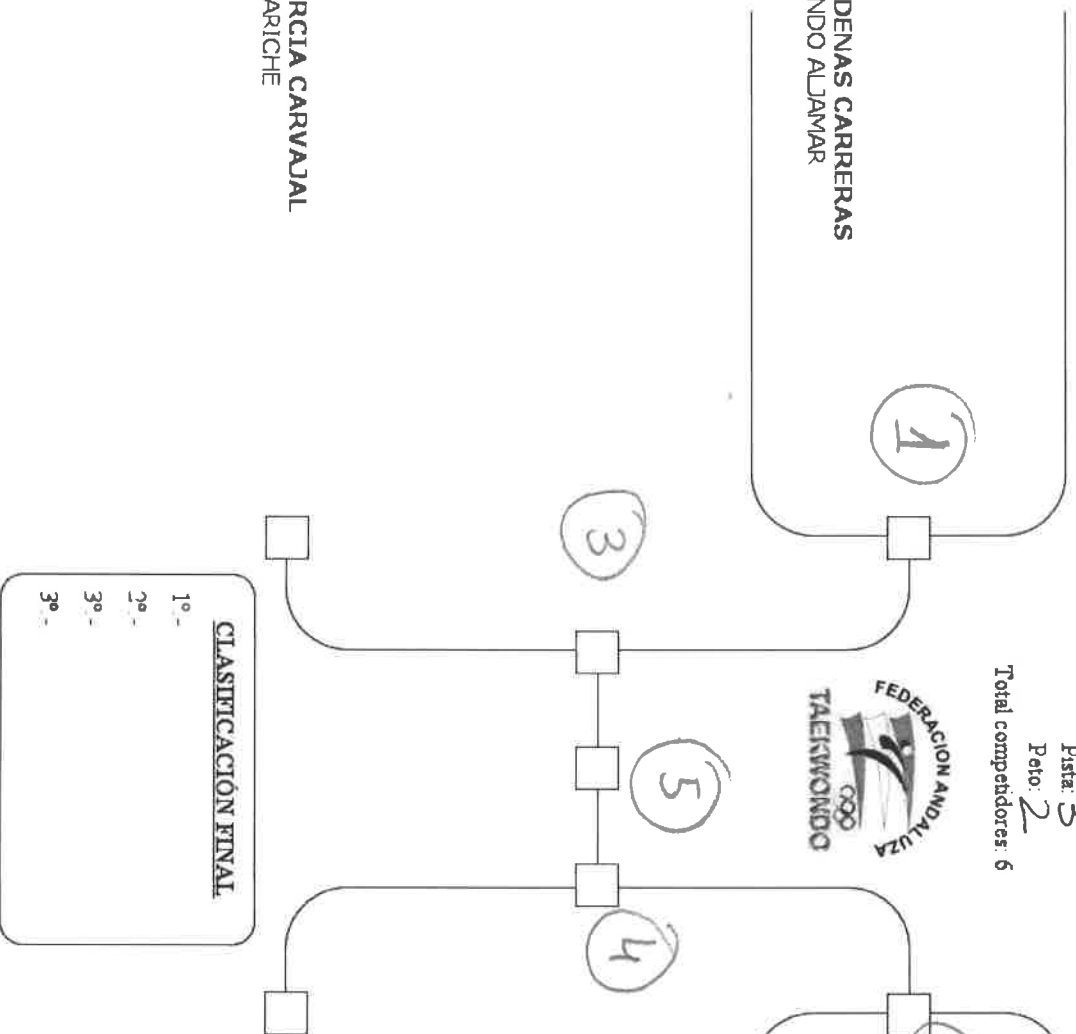 Pista: 3
Peto: 2
Total competidores: 6
FEDERACION ANDALUZA
TAEKWONDO
DENAS CARRERAS
NDO ALJAMAR
1
3
5
4
RCIA CARVAJAL
ARICHE
CLASIFICACIÓN FINAL
1º.-
2º.-
3º.-
3º.-